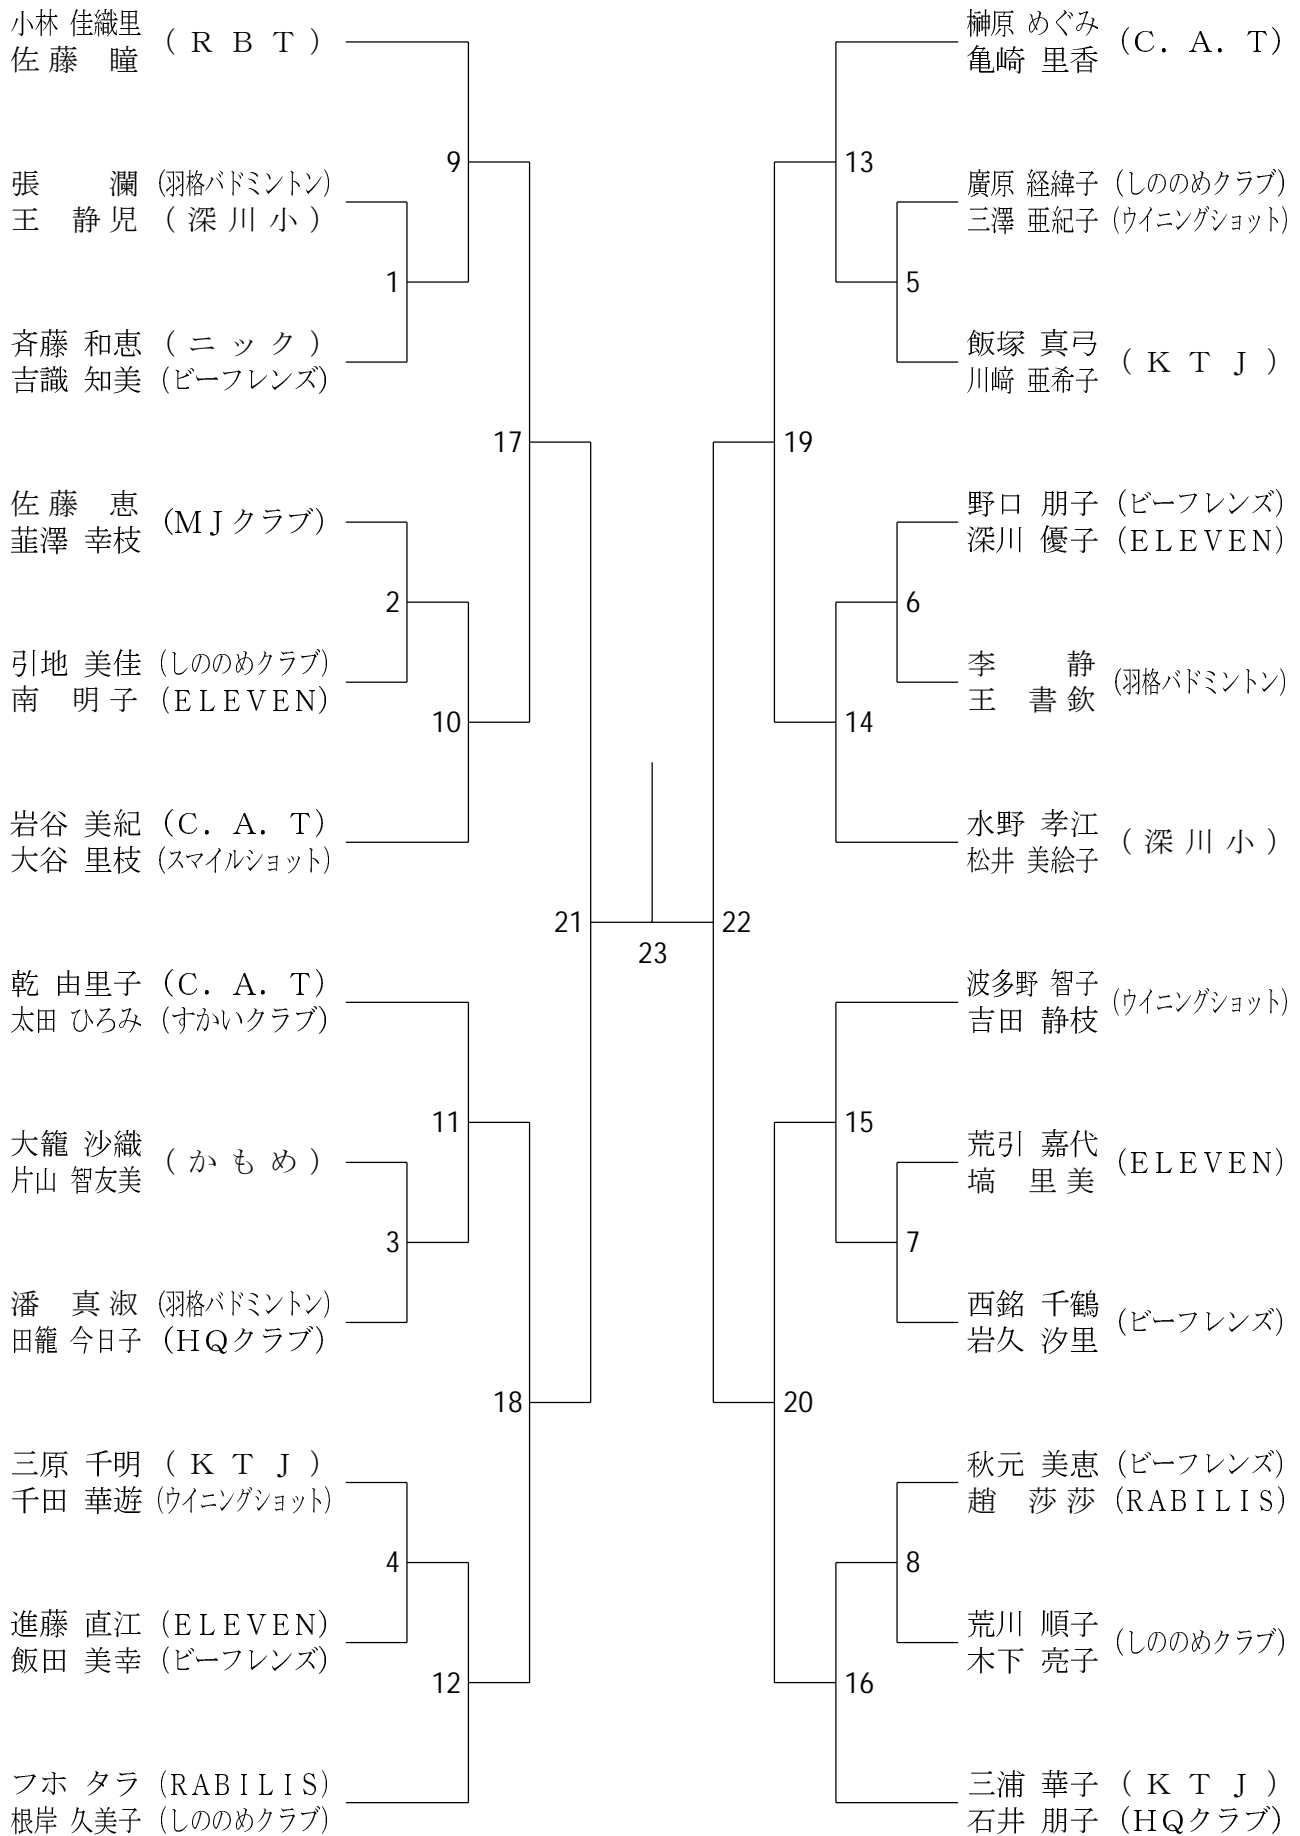 小林 佳織里
佐藤 瞳
(ＲＢＴ)
9
張 瀾 (羽格バドミントン)
王 静児 (深川小)
1
斉藤 和恵 (ニック)
吉識 知美 (ビーフレンズ)
17
佐藤 恵
韮澤 幸枝
(ＭＪクラブ)
2
引地 美佳 (しののめクラブ)
南 明子 (ＥＬＥＶＥＮ)
10
岩谷 美紀 (Ｃ．Ａ．Ｔ)
大谷 里枝 (スマイルショット)
21
乾 由里子 (Ｃ．Ａ．Ｔ)
太田 ひろみ (すかいクラブ)
11
大籠 沙織
片山 智友美
(かもめ)
3
潘 真淑 (羽格バドミントン)
田籠 今日子 (ＨＱクラブ)
18
三原 千明 (ＫＴＪ)
千田 華遊 (ウイニングショット)
4
進藤 直江 (ＥＬＥＶＥＮ)
飯田 美幸 (ビーフレンズ)
12
フホ タラ (ＲＡＢＩＬＩＳ)
根岸 久美子 (しののめクラブ)
23
榊原 めぐみ
亀崎 里香
(Ｃ．Ａ．Ｔ)
13
廣原 経緯子 (しののめクラブ)
三澤 亜紀子 (ウイニングショット)
5
飯塚 真弓
川﨑 亜希子
(ＫＴＪ)
19
野口 朋子 (ビーフレンズ)
深川 優子 (ＥＬＥＶＥＮ)
6
李 静
王 書欽
(羽格バドミントン)
14
水野 孝江
松井 美絵子
(深川小)
22
波多野 智子
吉田 静枝
(ウイニングショット)
15
荒引 嘉代
塙 里美
(ＥＬＥＶＥＮ)
7
西銘 千鶴
岩久 汐里
(ビーフレンズ)
20
秋元 美恵 (ビーフレンズ)
趙 莎莎 (ＲＡＢＩＬＩＳ)
8
荒川 順子
木下 亮子
(しののめクラブ)
16
三浦 華子 (ＫＴＪ)
石井 朋子 (ＨＱクラブ)